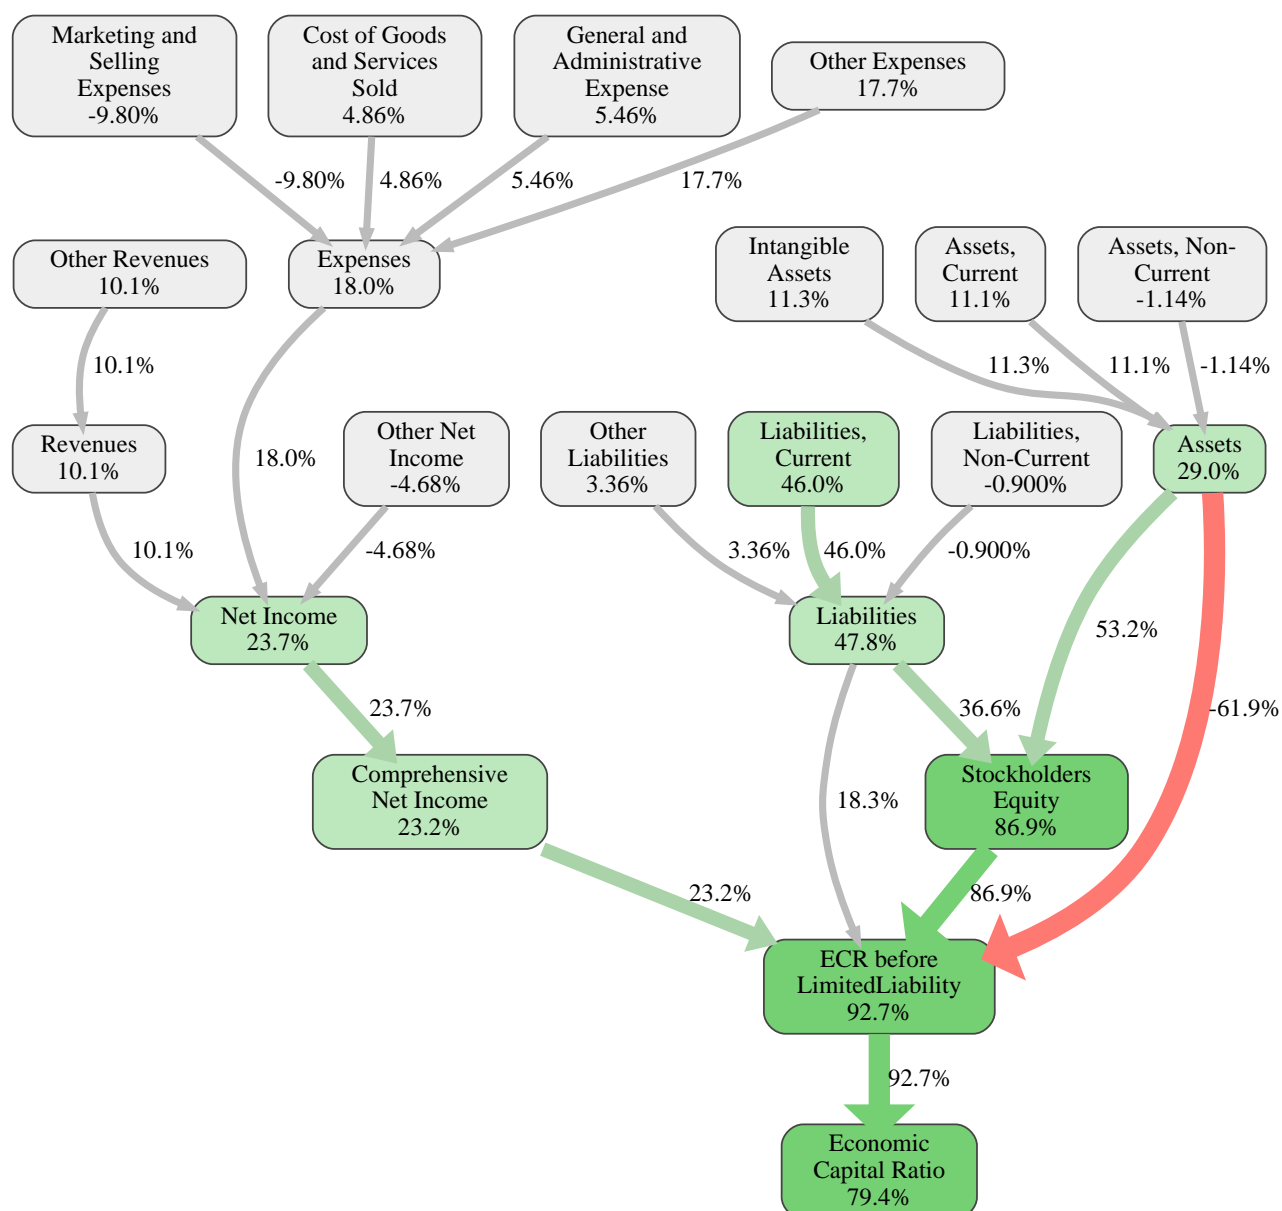 Marketing and
Selling
Expenses
-9.80%
Cost of Goods
and Services
Sold
4.86%
General and
Administrative
Expense
5.46%
Other Expenses
17.7%
-9.80%
4.86%
5.46%
17.7%
Other Revenues
10.1%
Expenses
18.0%
Intangible
Assets
11.3%
Assets,
Current
11.1%
Assets, Non-
Current
-1.14%
10.1%
11.3%
11.1%
-1.14%
Revenues
10.1%
18.0%
Other Net
Income
-4.68%
Other
Liabilities
3.36%
Liabilities,
Current
46.0%
Liabilities,
Non-Current
-0.900%
Assets
29.0%
10.1%
-4.68%
3.36%
46.0%
-0.900%
Net Income
23.7%
Liabilities
47.8%
53.2%
23.7%
36.6%
-61.9%
Comprehensive
Net Income
23.2%
18.3%
Stockholders
Equity
86.9%
23.2%
86.9%
ECR before
LimitedLiability
92.7%
92.7%
Economic
Capital Ratio
79.4%